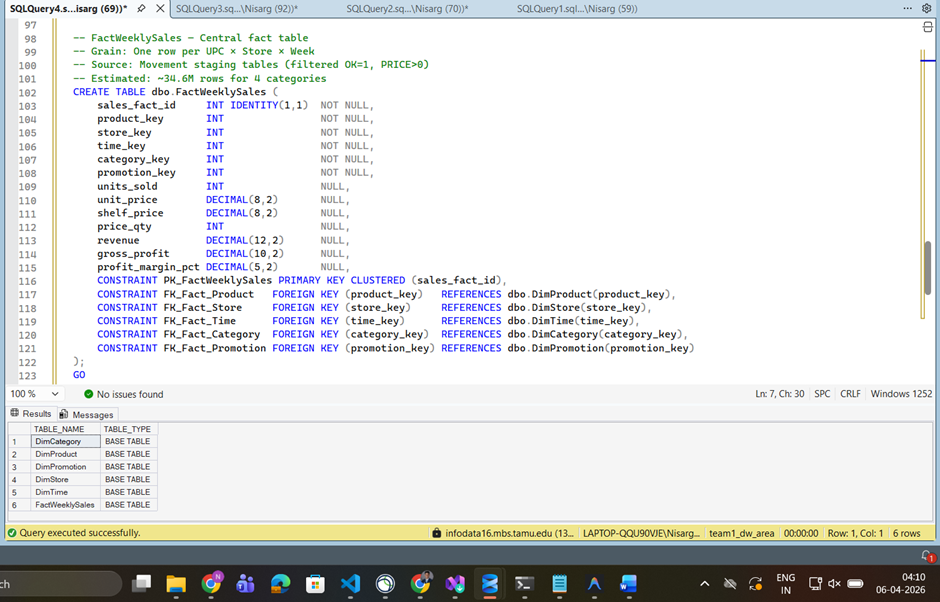 SQLQuery4.s...isarg (69))* SQLQuery3.sq...\Nisarg (92))* SQLQuery2.sq...\Nisarg (70))* SQLQuery1.sql...\Nisarg (59))
97
98 -- FactWeeklySales — Central fact table
99 -- Grain: One row per UPC × Store × Week
100 -- Source: Movement staging tables (filtered OK=1, PRICE>0)
101 -- Estimated: ~34.6M rows for 4 categories
102 CREATE TABLE dbo.FactWeeklySales (
103 sales_fact_id INT IDENTITY(1,1) NOT NULL,
104 product_key INT NOT NULL,
105 store_key INT NOT NULL,
106 time_key INT NOT NULL,
107 category_key INT NOT NULL,
108 promotion_key INT NOT NULL,
109 units_sold INT NULL,
110 unit_price DECIMAL(8,2) NULL,
111 shelf_price DECIMAL(8,2) NULL,
112 price_qty INT NULL,
113 revenue DECIMAL(12,2) NULL,
114 gross_profit DECIMAL(10,2) NULL,
115 profit_margin_pct DECIMAL(5,2) NULL,
116 CONSTRAINT PK_FactWeeklySales PRIMARY KEY CLUSTERED (sales_fact_id),
117 CONSTRAINT FK_Fact_Product FOREIGN KEY (product_key) REFERENCES dbo.DimProduct(product_key),
118 CONSTRAINT FK_Fact_Store FOREIGN KEY (store_key) REFERENCES dbo.DimStore(store_key),
119 CONSTRAINT FK_Fact_Time FOREIGN KEY (time_key) REFERENCES dbo.DimTime(time_key),
120 CONSTRAINT FK_Fact_Category FOREIGN KEY (category_key) REFERENCES dbo.DimCategory(category_key),
121 CONSTRAINT FK_Fact_Promotion FOREIGN KEY (promotion_key) REFERENCES dbo.DimPromotion(promotion_key)
122 );
123 GO
100 % No issues found Ln: 7, Ch: 30 SPC CRLF Windows 1252
Results Messages
TABLE_NAME TABLE_TYPE
1 DimCategory BASE TABLE
2 DimProduct BASE TABLE
3 DimPromotion BASE TABLE
4 DimStore BASE TABLE
5 DimTime BASE TABLE
6 FactWeeklySales BASE TABLE
Query executed successfully. infodata16.mbs.tamu.edu (13... LAPTOP-QQU90VJE\Nisarg... team1_dw_area 00:00:00 Row: 1, Col: 1 6 rows
1
ch ENG 04:10
IN 06-04-2026